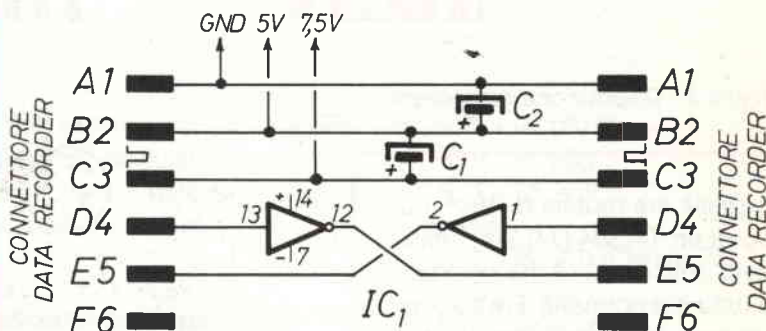 GND 5V 7,5V
A1 A1
+ C2
B2 B2
+ C1
C3 C3
CONNETTORE
DATA RECORDER
CONNETTORE
DATA RECORDER
D4 13 + 14 12 2 1 D4
- 7
E5 E5
IC1
F6 F6